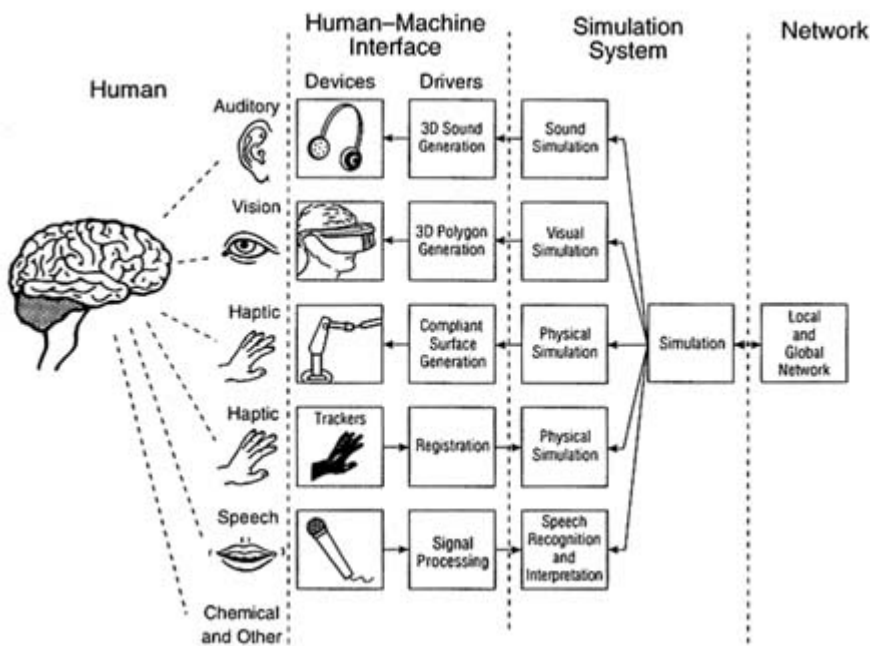 Human–Machine
Interface
Simulation
System
Network
Human
Devices
Drivers
Auditory
3D Sound
Generation
Sound
Simulation
Vision
3D Polygon
Generation
Visual
Simulation
Haptic
Compliant
Surface
Generation
Physical
Simulation
Simulation
Local
and
Global
Network
Haptic
Trackers
Registration
Physical
Simulation
Speech
Signal
Processing
Speech
Recognition
and
Interpretation
Chemical
and Other